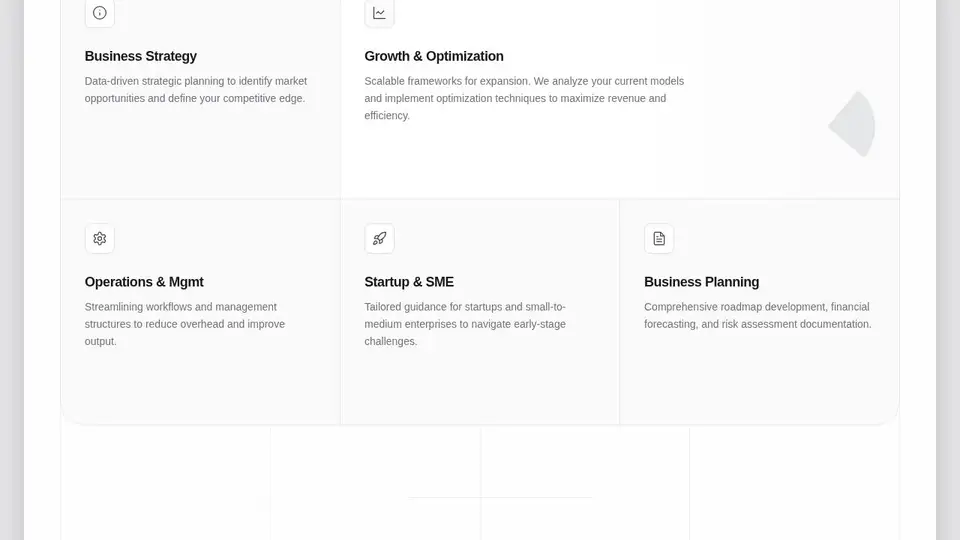 Business Strategy
Data-driven strategic planning to identify market
opportunities and define your competitive edge.
Growth & Optimization
Scalable frameworks for expansion. We analyze your current models
and implement optimization techniques to maximize revenue and
efficiency.
Operations & Mgmt
Streamlining workflows and management
structures to reduce overhead and improve
output.
Startup & SME
Tailored guidance for startups and small-to-
medium enterprises to navigate early-stage
challenges.
Business Planning
Comprehensive roadmap development, financial
forecasting, and risk assessment documentation.